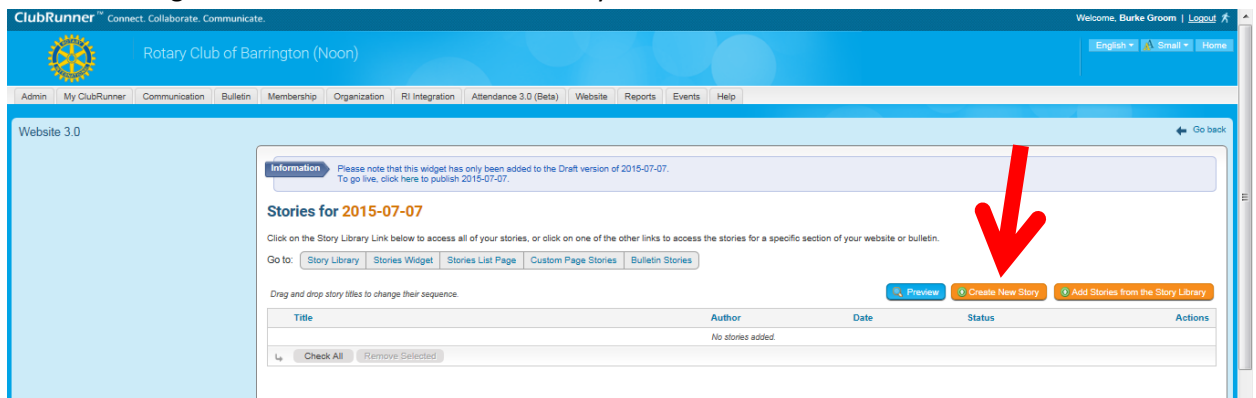 ClubRunner™ Connect. Collaborate. Communicate.
Welcome, Burke Groom | Logout
Rotary Club of Barrington (Noon)
English Small Home
Admin My ClubRunner Communication Bulletin Membership Organization RI Integration Attendance 3.0 (Beta) Website Reports Events Help
Website 3.0
Go back
Information Please note that this widget has only been added to the Draft version of 2015-07-07.
To go live, click here to publish 2015-07-07.
Stories for 2015-07-07
Click on the Story Library Link below to access all of your stories, or click on one of the other links to access the stories for a specific section of your website or bulletin.
Go to: Story Library Stories Widget Stories List Page Custom Page Stories Bulletin Stories
Drag and drop story titles to change their sequence.
Preview Create New Story Add Stories from the Story Library
Title Author Date Status Actions
No stories added.
Check All Remove Selected